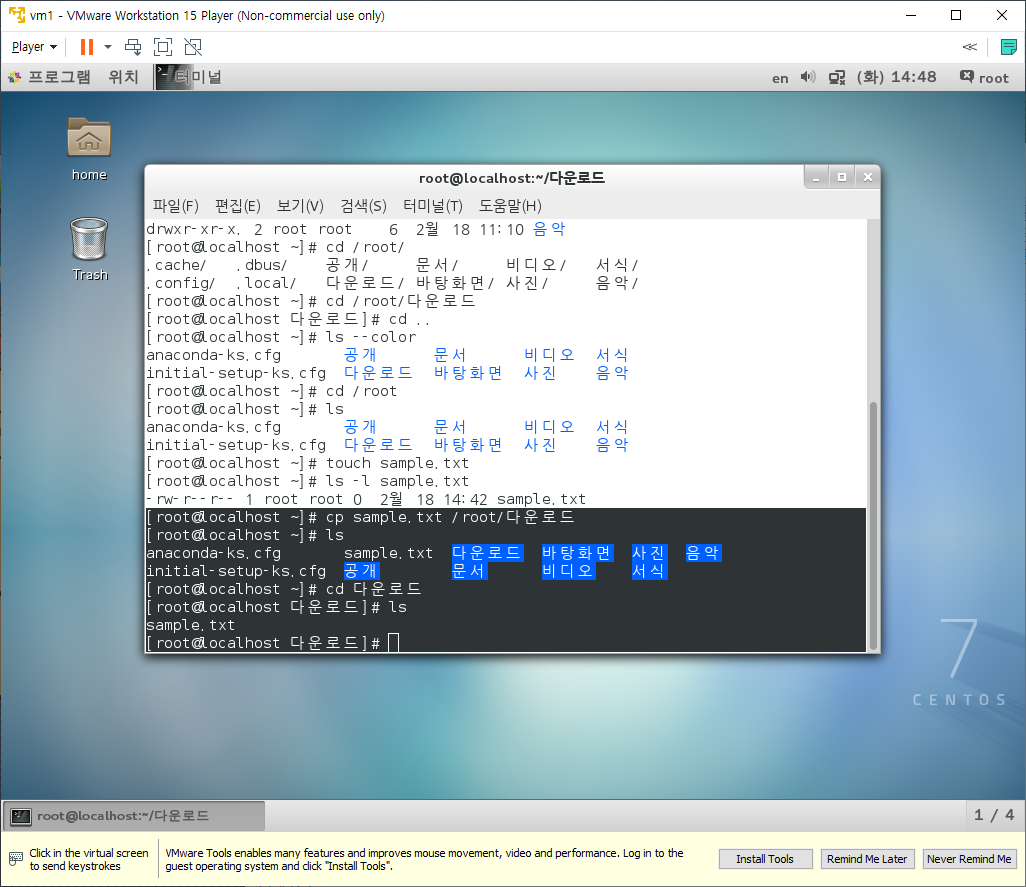 vm1 - VMware Workstation 15 Player (Non-commercial use only)
Player
프로그램 위치 터미널 en (화) 14:48 root
home
Trash
root@localhost:~/다운로드
파일(F) 편집(E) 보기(V) 검색(S) 터미널(T) 도움말(H)
drwxr-xr-x. 2 root root 6 2월 18 11:10 음악
[root@localhost ~]# cd /root/
.cache/ .dbus/ 공개/ 문서/ 비디오/ 서식/
.config/ .local/ 다운로드/ 바탕화면/ 사진/ 음악/
[root@localhost ~]# cd /root/다운로드
[root@localhost 다운로드]# cd ..
[root@localhost ~]# ls --color
anaconda-ks.cfg 공개 문서 비디오 서식
initial-setup-ks.cfg 다운로드 바탕화면 사진 음악
[root@localhost ~]# cd /root
[root@localhost ~]# ls
anaconda-ks.cfg 공개 문서 비디오 서식
initial-setup-ks.cfg 다운로드 바탕화면 사진 음악
[root@localhost ~]# touch sample.txt
[root@localhost ~]# ls -l sample.txt
-rw-r--r-- 1 root root 0 2월 18 14:42 sample.txt
[root@localhost ~]# cp sample.txt /root/다운로드
[root@localhost ~]# ls
anaconda-ks.cfg sample.txt 다운로드 바탕화면 사진 음악
initial-setup-ks.cfg 공개 문서 비디오 서식
[root@localhost ~]# cd 다운로드
[root@localhost 다운로드]# ls
sample.txt
[root@localhost 다운로드]#
7
CENTOS
root@localhost:~/다운로드 1 / 4
Click in the virtual screen
to send keystrokes
VMware Tools enables many features and improves mouse movement, video and performance. Log in to the
guest operating system and click "Install Tools".
Install Tools Remind Me Later Never Remind Me